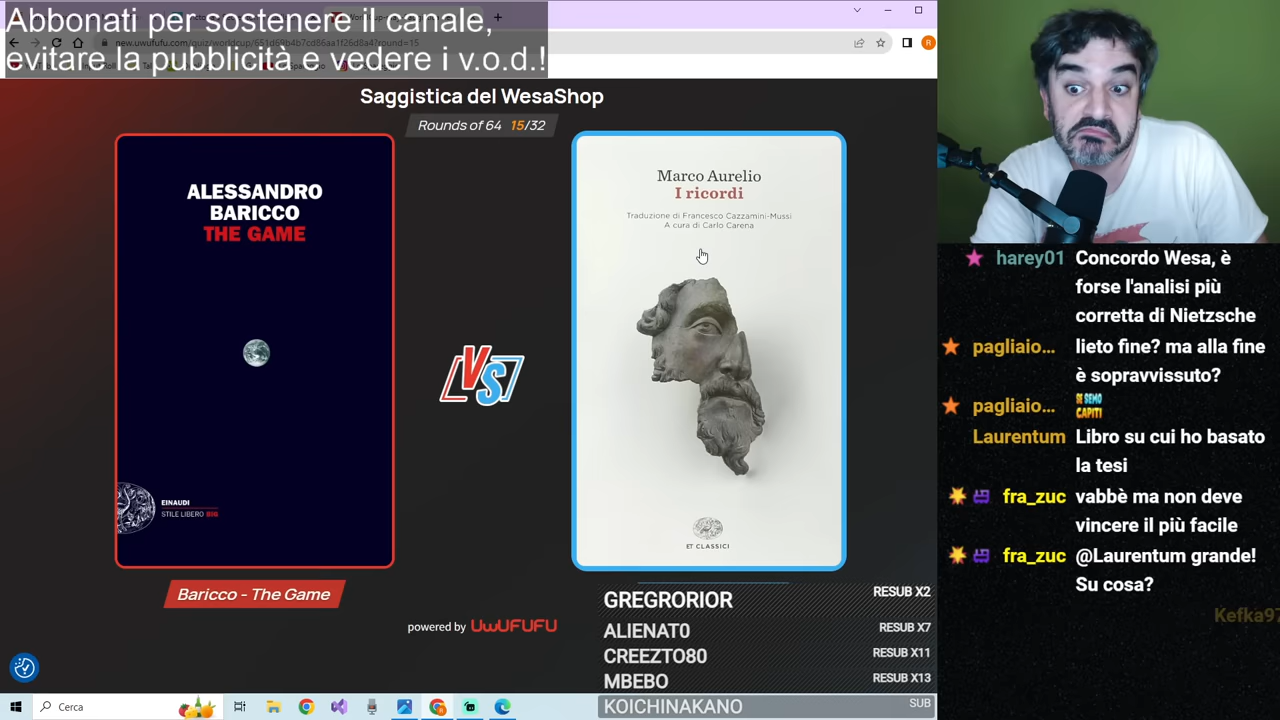 Abbonati per sostenere il canale,
evitare la pubblicità e vedere i v.o.d.!
Saggistica del WesaShop
Rounds of 64 15/32
ALESSANDRO
BARICCO
THE GAME
EINAUDI
STILE LIBERO BIG
Baricco - The Game
VS
Marco Aurelio
I ricordi
Traduzione di Francesco Cazzamini-Mussi
A cura di Carlo Carena
ET CLASSICI
powered by UwUFUFU
GREGRORIOR RESUB X2
ALIENAT0 RESUB X7
CREEZTO80 RESUB X11
MBEBO RESUB X13
KOICHINAKANO SUB
harey01 Concordo Wesa, è
forse l'analisi più
corretta di Nietzsche
pagliaio... lieto fine? ma alla fine
è sopravvissuto?
pagliaio... SE SEMO
CAPITI
Laurentum Libro su cui ho basato
la tesi
fra_zuc vabbè ma non deve
vincere il più facile
fra_zuc @Laurentum grande!
Su cosa?
Kefka97
Cerca